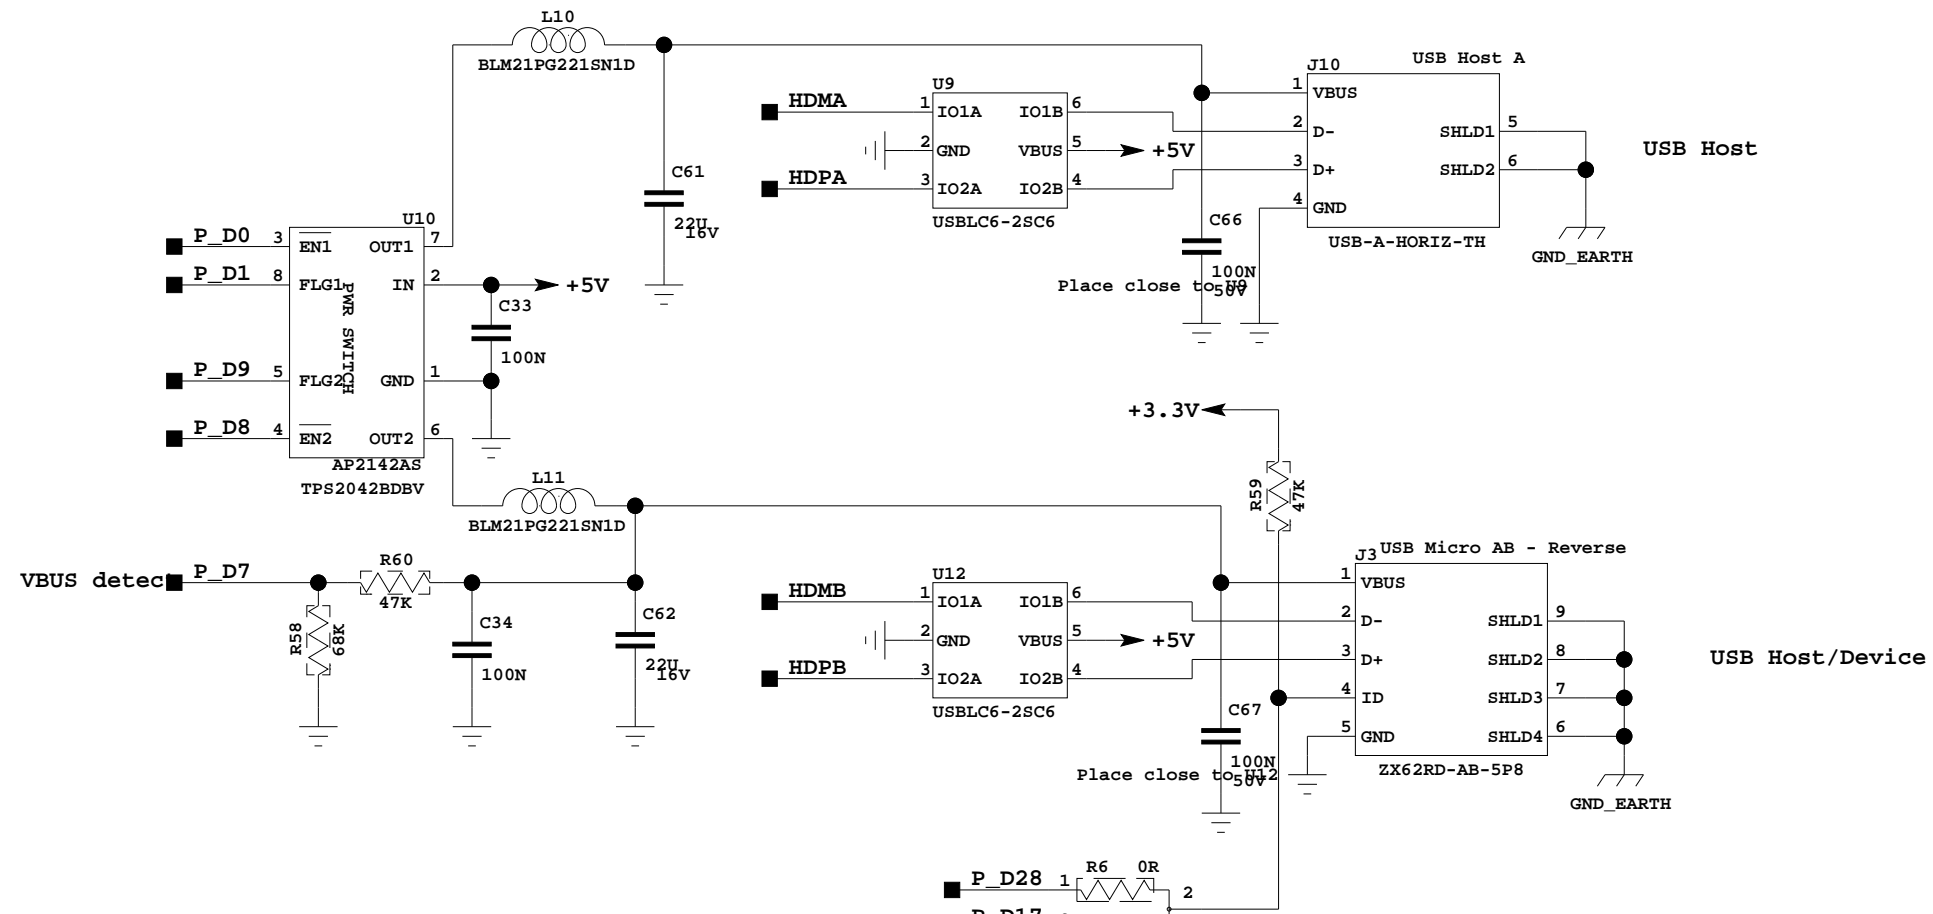 L10
BLM21PG221SN1D
C61
22U
16V
U9
HDMA
1 IO1A IO1B 6
2 GND VBUS 5 +5V
HDPA
3 IO2A IO2B 4
USBLC6-2SC6
J10
USB Host A
1 VBUS
2 D-
3 D+
4 GND
SHLD1 5
SHLD2 6
USB-A-HORIZ-TH
USB Host
GND_EARTH
C66
100N
50V
Place close to U9
U10
P_D0 3 EN1 OUT1 7
P_D1 8 FLG1 IN 2 +5V
PWR SWITCH
C33
100N
P_D9 5 FLG2 GND 1
P_D8 4 EN2 OUT2 6
AP2142AS
TPS2042BDBV
L11
BLM21PG221SN1D
VBUS detec
P_D7
R60
47K
R58
68K
C34
100N
C62
22U
16V
+3.3V
R59
47K
U12
HDMB
1 IO1A IO1B 6
2 GND VBUS 5 +5V
HDPB
3 IO2A IO2B 4
USBLC6-2SC6
J3
USB Micro AB - Reverse
1 VBUS
2 D-
3 D+
4 ID
5 GND
SHLD1 9
SHLD2 8
SHLD3 7
SHLD4 6
ZX62RD-AB-5P8
USB Host/Device
GND_EARTH
C67
100N
50V
Place close to U12
R6 0R
P_D28 1
2
P_D17